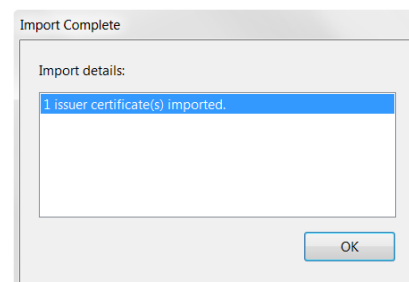 Import Complete
Import details:
1 issuer certificate(s) imported.
OK